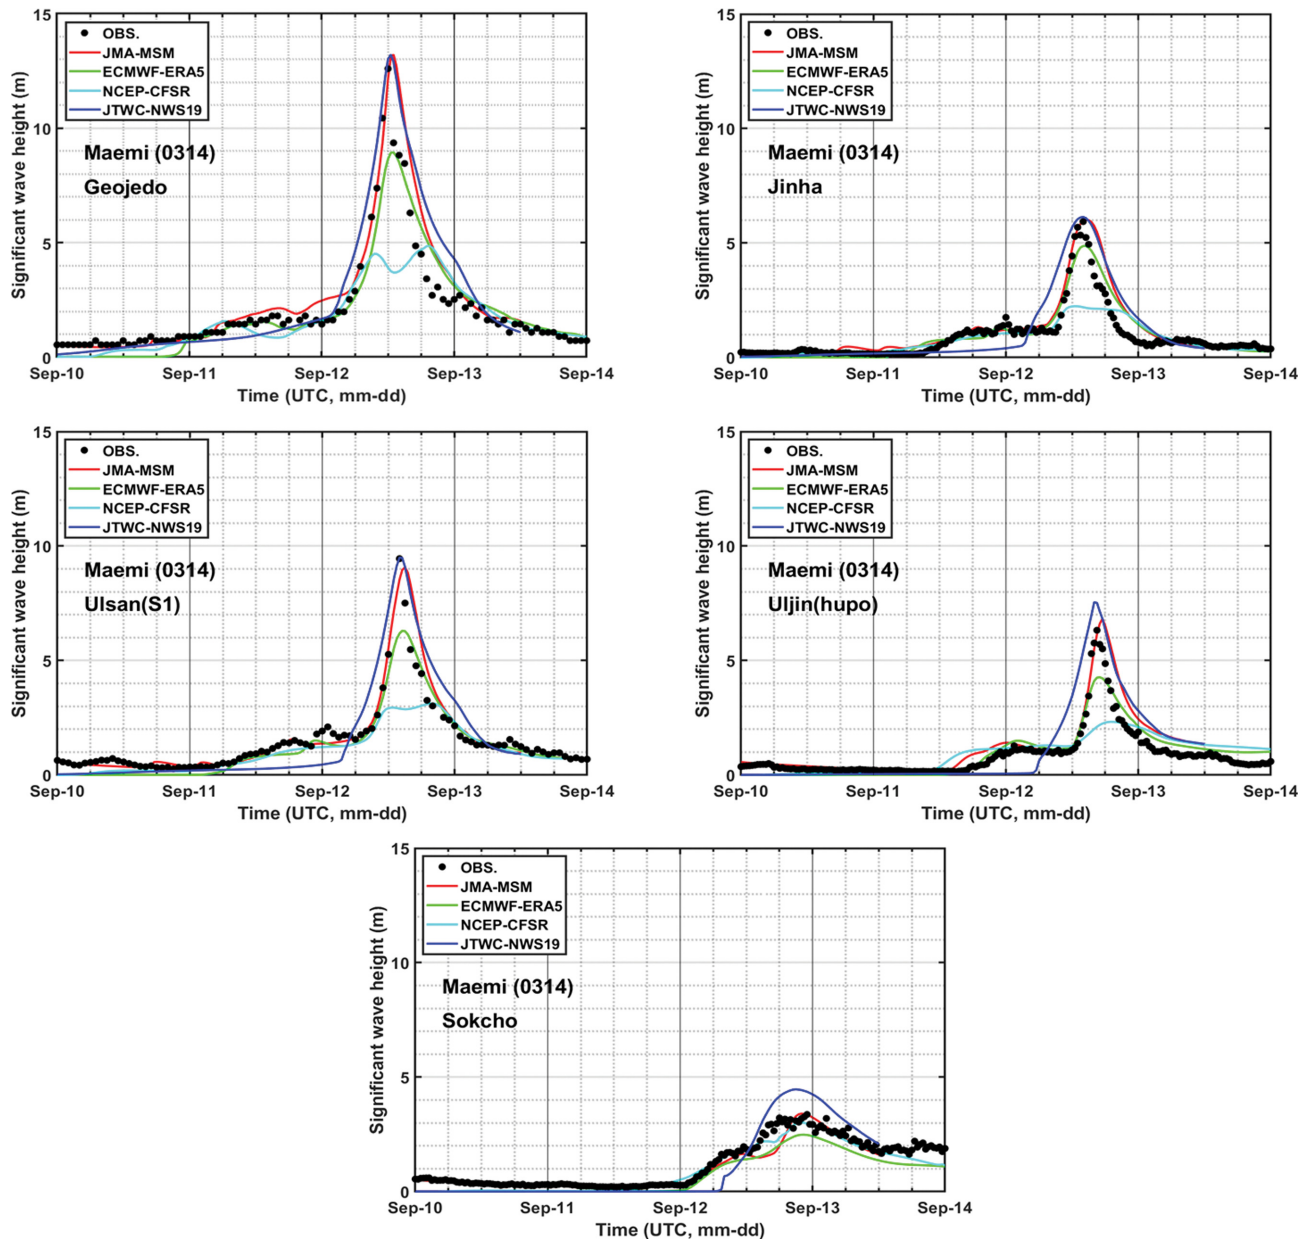 Significant wave height (m)
15
10
5
0
OBS.
JMA-MSM
ECMWF-ERA5
NCEP-CFSR
JTWC-NWS19
Maemi (0314)
Geojedo
Sep-10
Sep-11
Sep-12
Sep-13
Sep-14
Time (UTC, mm-dd)
Significant wave height (m)
15
10
5
0
OBS.
JMA-MSM
ECMWF-ERA5
NCEP-CFSR
JTWC-NWS19
Maemi (0314)
Jinha
Sep-10
Sep-11
Sep-12
Sep-13
Sep-14
Time (UTC, mm-dd)
Significant wave height (m)
15
10
5
0
OBS.
JMA-MSM
ECMWF-ERA5
NCEP-CFSR
JTWC-NWS19
Maemi (0314)
Ulsan(S1)
Sep-10
Sep-11
Sep-12
Sep-13
Sep-14
Time (UTC, mm-dd)
Significant wave height (m)
15
10
5
0
OBS.
JMA-MSM
ECMWF-ERA5
NCEP-CFSR
JTWC-NWS19
Maemi (0314)
Uljin(hupo)
Sep-10
Sep-11
Sep-12
Sep-13
Sep-14
Time (UTC, mm-dd)
Significant wave height (m)
15
10
5
0
OBS.
JMA-MSM
ECMWF-ERA5
NCEP-CFSR
JTWC-NWS19
Maemi (0314)
Sokcho
Sep-10
Sep-11
Sep-12
Sep-13
Sep-14
Time (UTC, mm-dd)